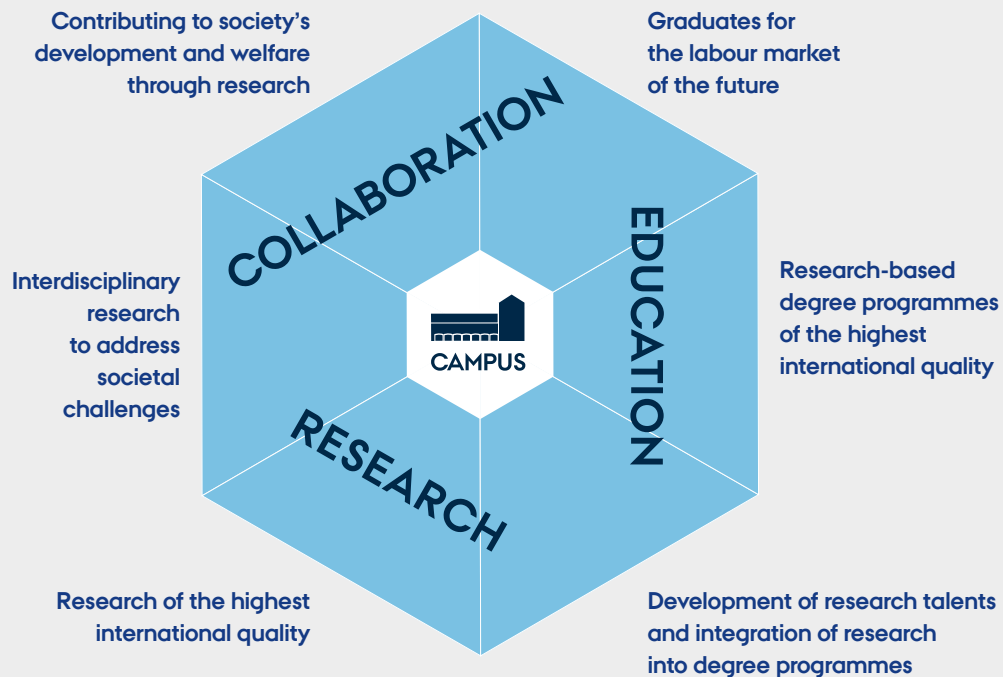 Contributing to society’s
development and welfare
through research
Graduates for
the labour market
of the future
COLLABORATION
EDUCATION
Interdisciplinary
research
to address
societal
challenges
CAMPUS
Research-based
degree programmes
of the highest
international quality
RESEARCH
Research of the highest
international quality
Development of research talents
and integration of research
into degree programmes